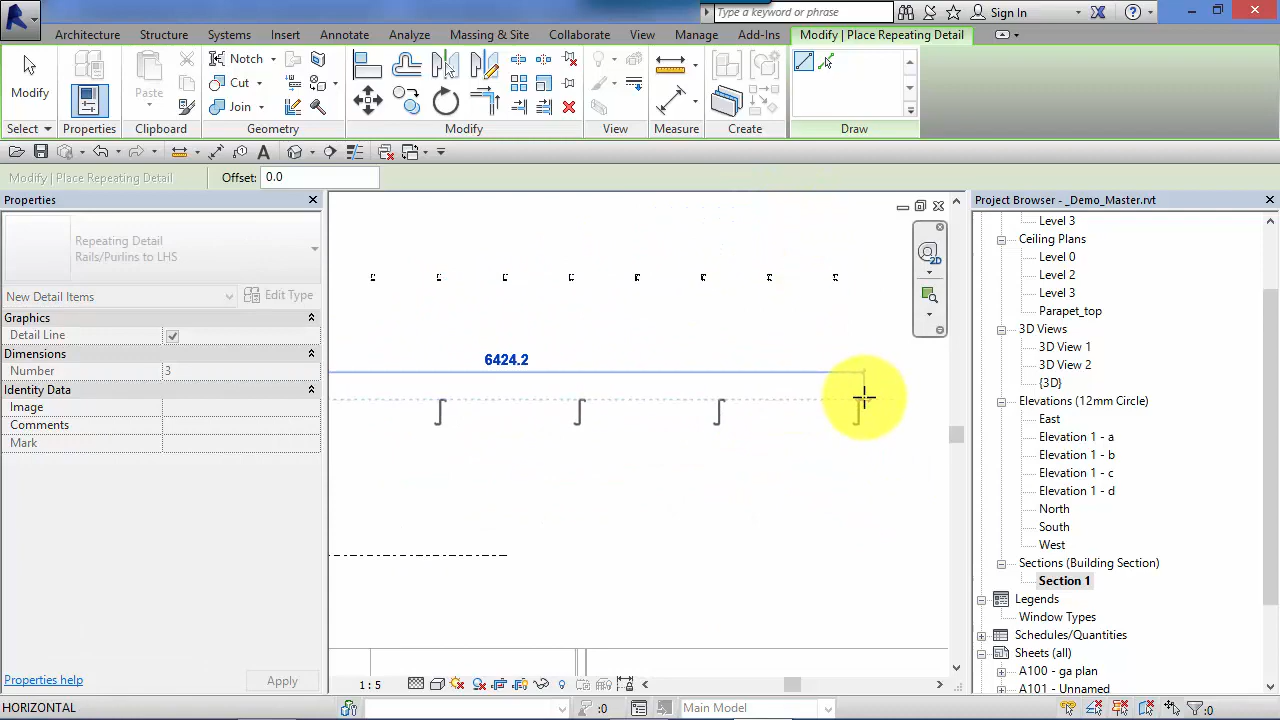 Type a keyword or phrase
Sign In
Architecture Structure Systems Insert Annotate Analyze Massing & Site Collaborate View Manage Add-Ins Modify | Place Repeating Detail
Modify
Paste
Notch
Cut
Join
Select Properties Clipboard Geometry Modify View Measure Create Draw
Modify | Place Repeating Detail Offset: 0.0
Properties
Repeating Detail
Rails/Purlins to LHS
New Detail Items Edit Type
Graphics
Detail Line
Dimensions
Number 3
Identity Data
Image
Comments
Mark
Properties help Apply
6424.2
1 : 5
Project Browser - _Demo_Master.rvt
Level 3
Ceiling Plans
Level 0
Level 2
Level 3
Parapet_top
3D Views
3D View 1
3D View 2
{3D}
Elevations (12mm Circle)
East
Elevation 1 - a
Elevation 1 - b
Elevation 1 - c
Elevation 1 - d
North
South
West
Sections (Building Section)
Section 1
Legends
Window Types
Schedules/Quantities
Sheets (all)
A100 - ga plan
A101 - Unnamed
HORIZONTAL :0 Main Model :0